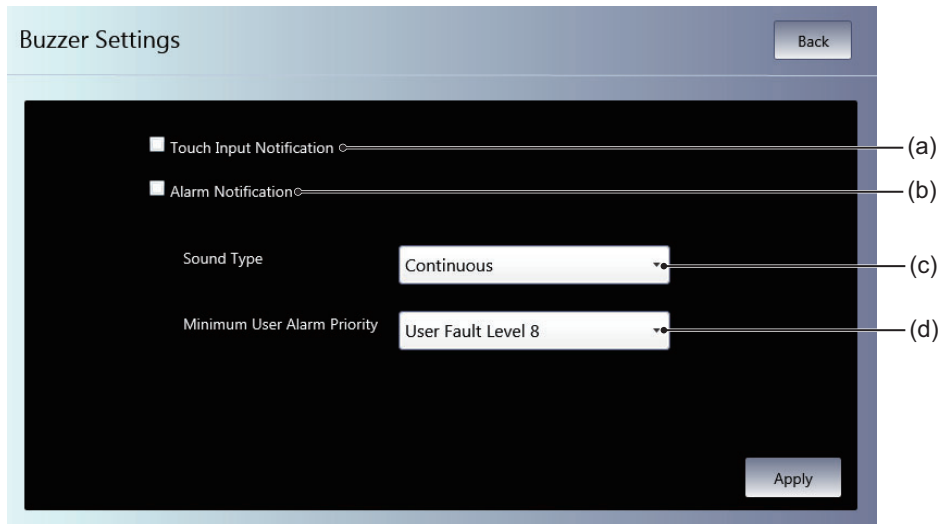 Buzzer Settings
Back
Touch Input Notification
(a)
Alarm Notification
(b)
Sound Type
Continuous
(c)
Minimum User Alarm Priority
User Fault Level 8
(d)
Apply